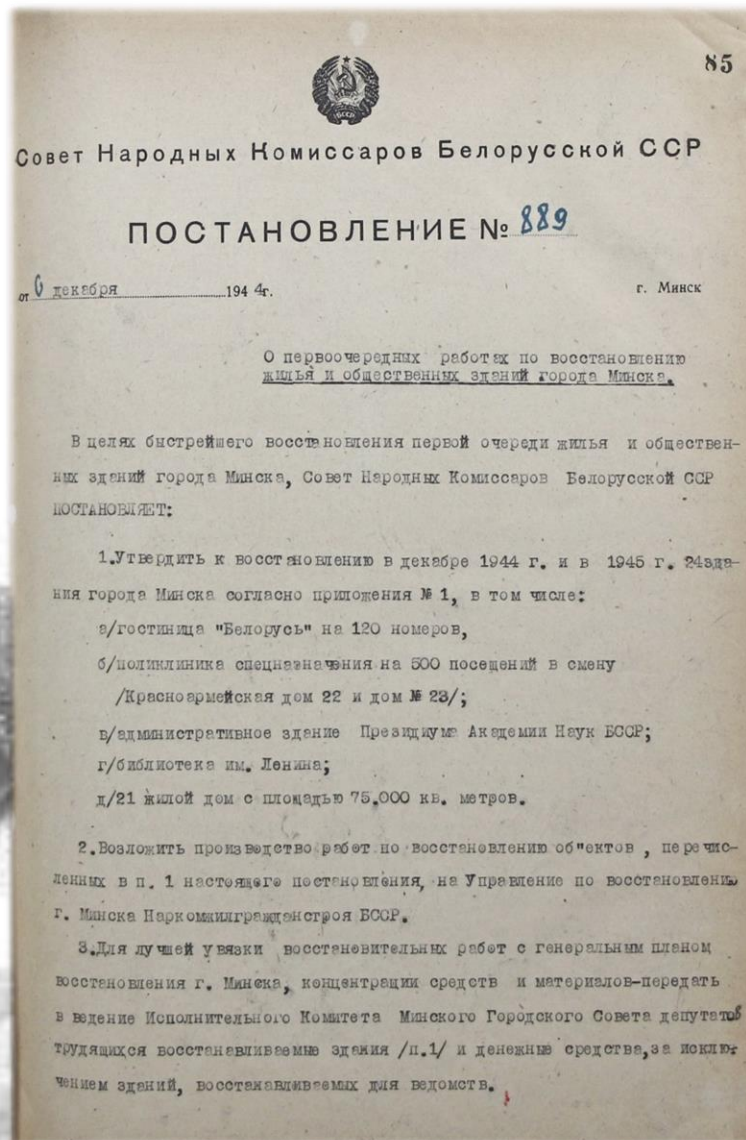 85
БССР
Совет Народных Комиссаров Белорусской ССР
ПОСТАНОВЛЕНИЕ № 889
от 6 декабря 1944г. г. Минск
О первоочередных работах по восстановлению
жилья и общественных зданий города Минска.
В целях быстрейшего восстановления первой очереди жилья и обществен-
ных зданий города Минска, Совет Народных Комиссаров Белорусской ССР
ПОСТАНОВЛЯЕТ:
1.Утвердить к восстановлению в декабре 1944 г. и в 1945 г. 24зда-
ния города Минска согласно приложения № 1, в том числе:
а/гостиница "Белорусь" на 120 номеров,
б/поликлиника спецназначения на 500 посещений в смену
/Красноармейская дом 22 и дом № 23/;
в/административное здание Президиума Академии Наук БССР;
г/библиотека им. Ленина;
д/21 жилой дом с площадью 75.000 кв. метров.
2.Возложить производство работ по восстановлению об"ектов , перечис-
ленных в п. 1 настоящего постановления, на Управление по восстановлению
г. Минска Наркомжилгражданстроя БССР.
3.Для лучшей увязки восстановительных работ с генеральным планом
восстановления г. Минска, концентрации средств и материалов-передать
в ведение Исполнительного Комитета Минского Городского Совета депутатов
трудящихся восстанавливаемые здания /п.1/ и денежные средства,за исклю-
чением зданий, восстанавливаемых для ведомств.